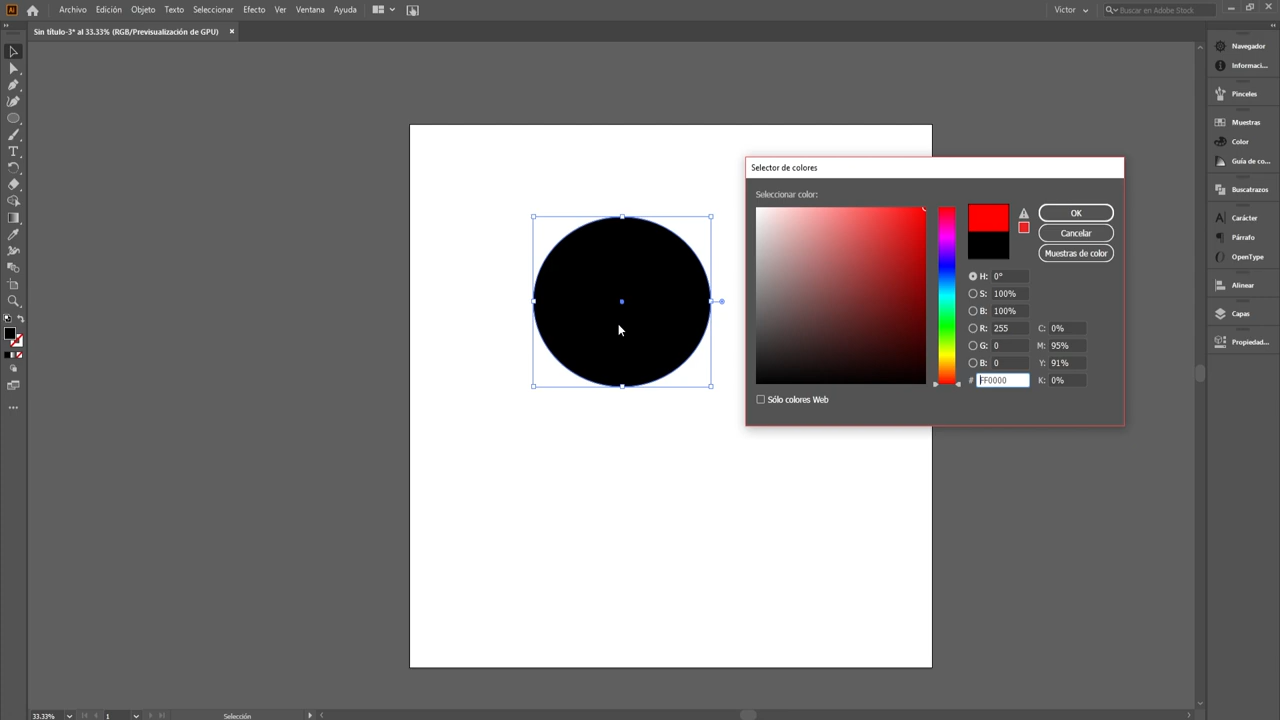 Ai Archivo Edición Objeto Texto Seleccionar Efecto Ver Ventana Ayuda Victor Buscar en Adobe Stock
Sin título-3* al 33.33% (RGB/Previsualización de GPU)
Navegador
Informaci...
Pinceles
Muestras
Color
Guía de co...
Buscatrazos
Carácter
Párrafo
OpenType
Alinear
Capas
Propiedad...
Selector de colores
Seleccionar color:
OK
Cancelar
Muestras de color
H: 0°
S: 100%
B: 100%
R: 255 C: 0%
G: 0 M: 95%
B: 0 Y: 91%
# FF0000 K: 0%
Sólo colores Web
33.33% 1 Selección